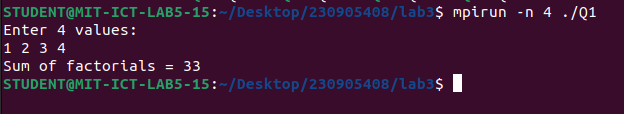 STUDENT@MIT-ICT-LAB5-15:~/Desktop/230905408/lab3$ mpirun -n 4 ./Q1
Enter 4 values:
1 2 3 4
Sum of factorials = 33
STUDENT@MIT-ICT-LAB5-15:~/Desktop/230905408/lab3$